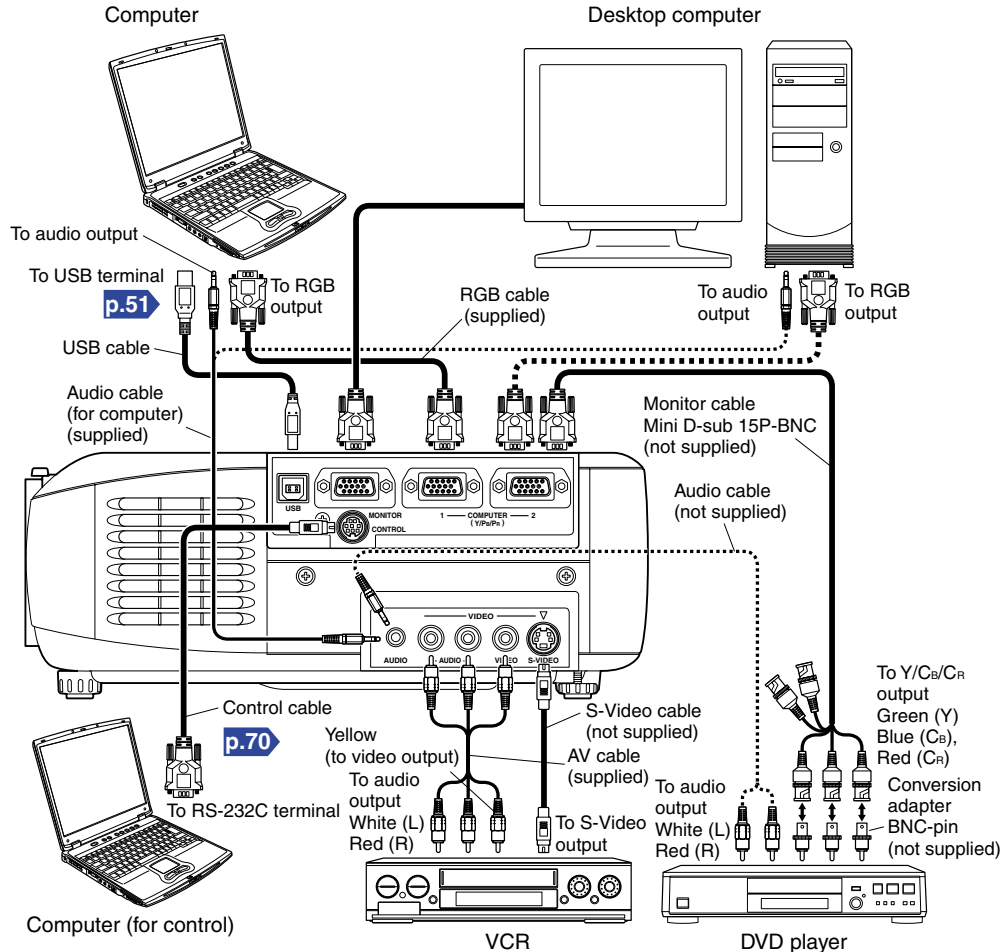 Computer
Desktop computer
To audio output
To USB terminal
p.51
To RGB
output
USB cable
Audio cable
(for computer)
(supplied)
RGB cable
(supplied)
To audio
output
To RGB
output
Monitor cable
Mini D-sub 15P-BNC
(not supplied)
Audio cable
(not supplied)
USB
MONITOR
CONTROL
1 — COMPUTER — 2
( Y/PB/PR )
VIDEO
AUDIO
- AUDIO -
VIDEO
S-VIDEO
Control cable
p.70
To RS-232C terminal
Computer (for control)
Yellow
(to video output)
To audio
output
White (L)
Red (R)
S-Video cable
(not supplied)
AV cable
(supplied)
To S-Video
output
VCR
To audio
output
White (L)
Red (R)
To Y/CB/CR
output
Green (Y)
Blue (CB),
Red (CR)
Conversion
adapter
BNC-pin
(not supplied)
DVD player